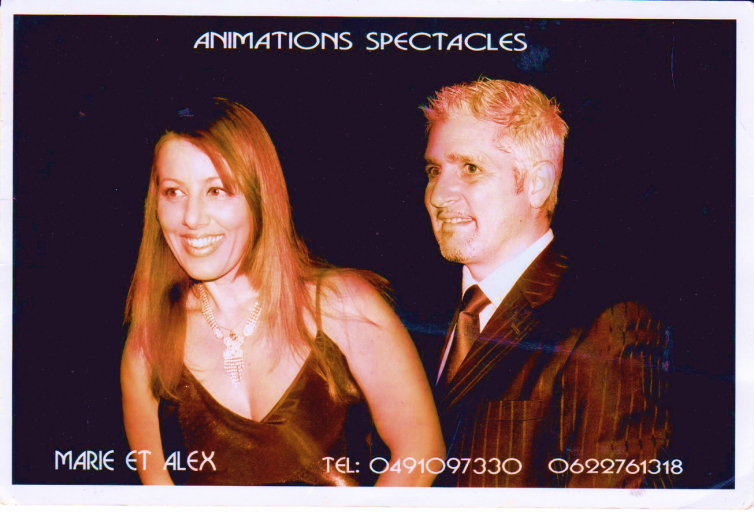 ANIMATIONS SPECTACLES
MARIE ET ALEX
TEL: 0491097330 0622761318